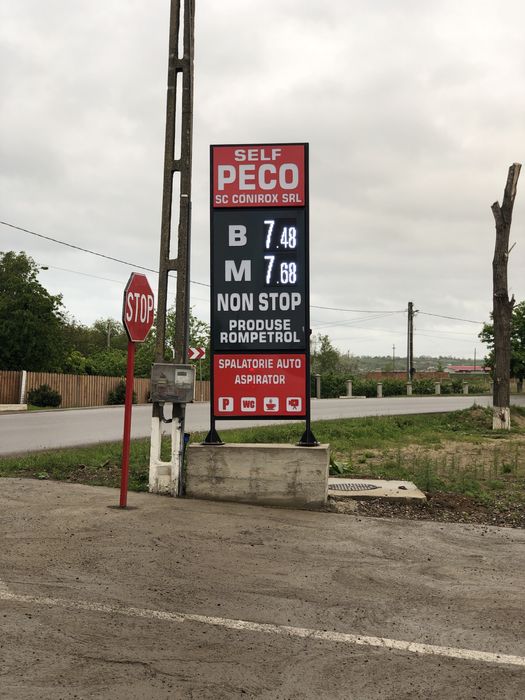 SELF
PECO
SC CONIROX SRL
B 7.48
M 7.68
NON STOP
PRODUSE
ROMPETROL
SPALATORIE AUTO
ASPIRATOR
P WC
STOP